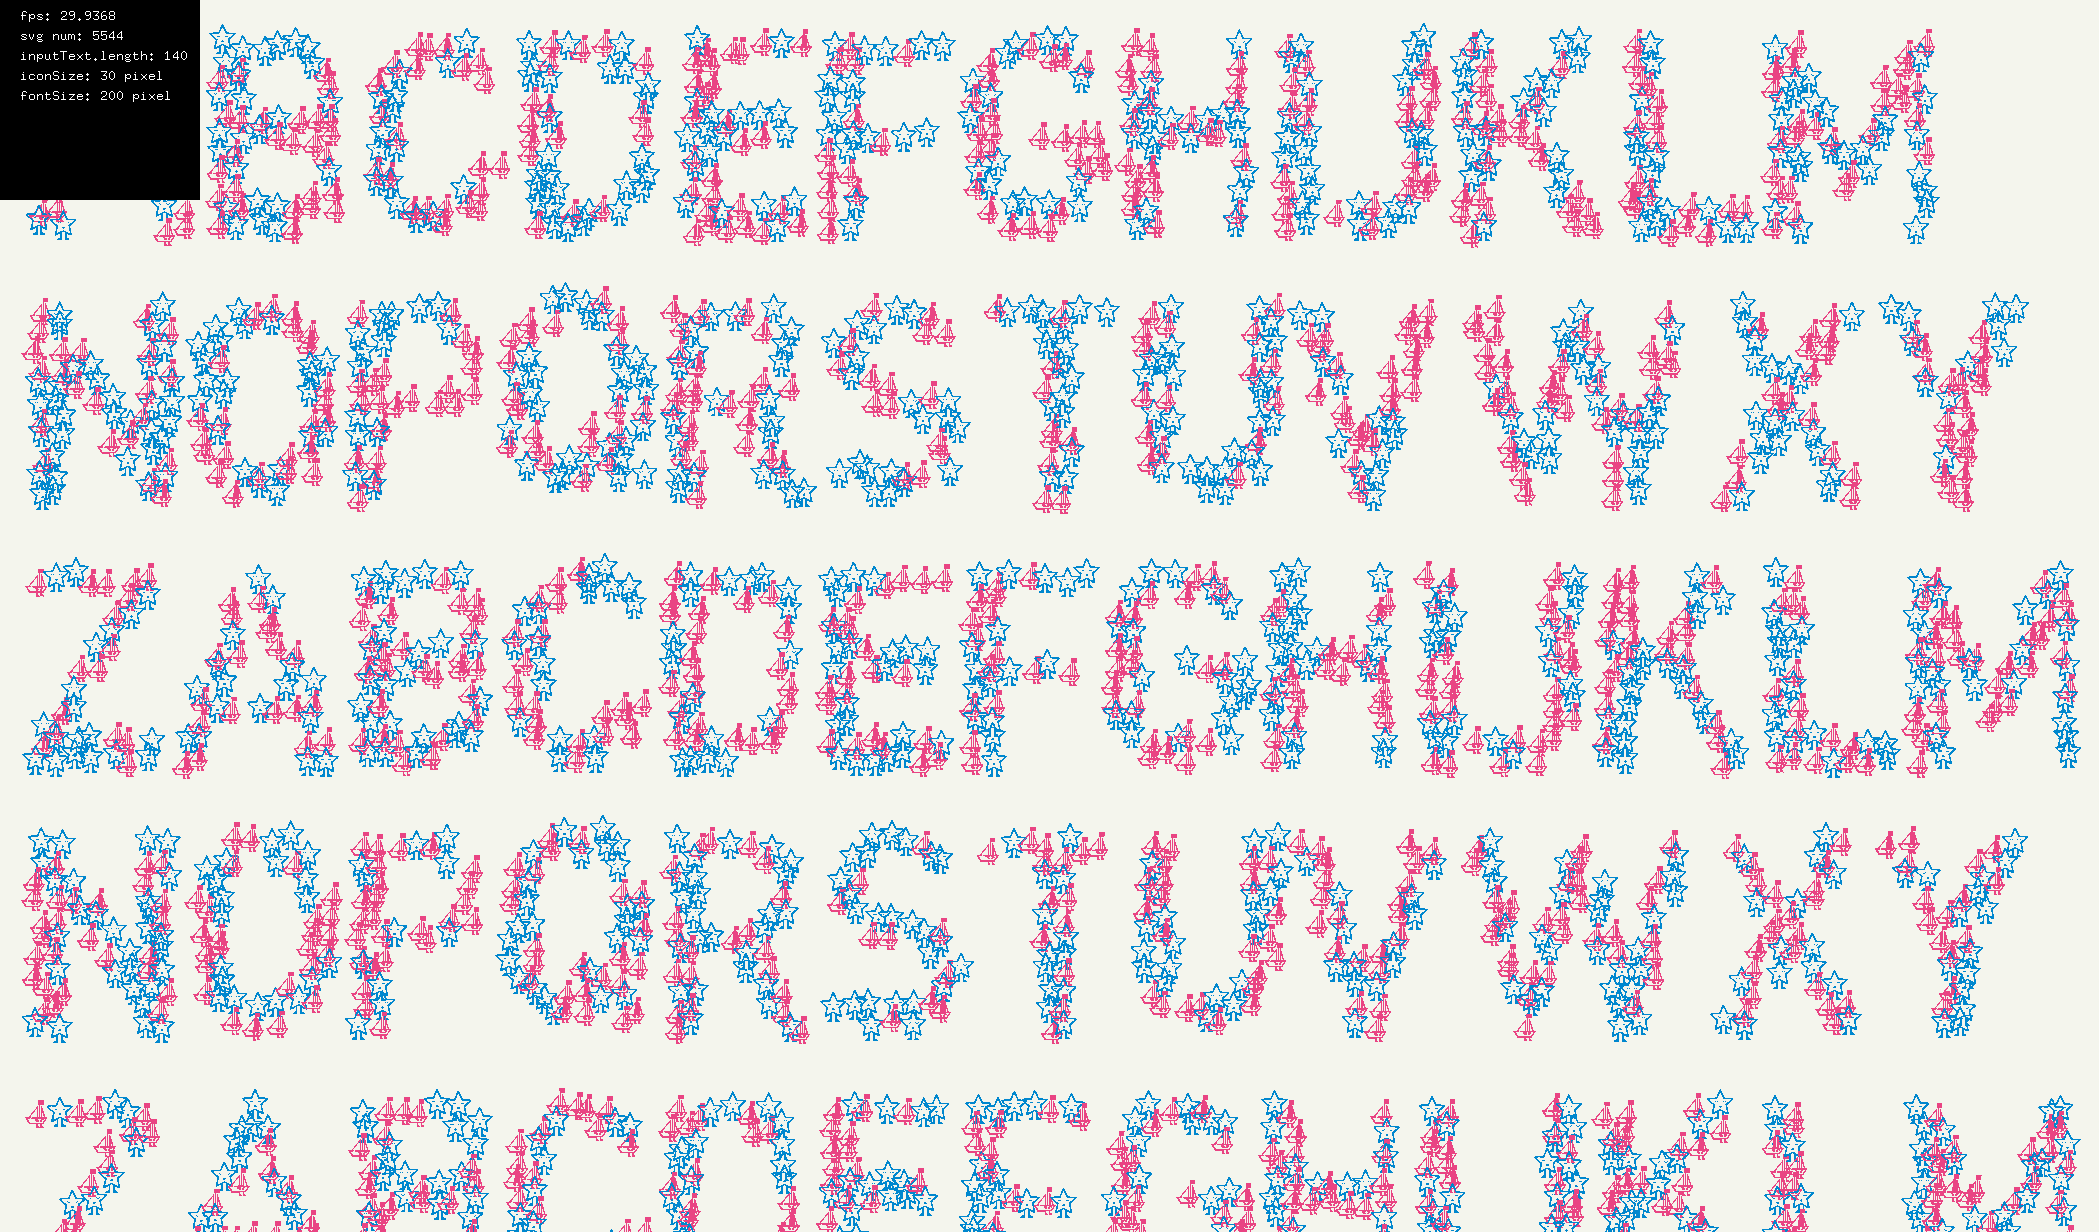 fps: 29.9368
svg num: 5544
inputText.length: 140
iconSize: 30 pixel
fontSize: 200 pixel
BCDEFGHIJKLM
NOPQRSTUVWXY
ZABCDEFGHIJKLM
NOPQRSTUVWXY
ZABCDEFGHIJKLM